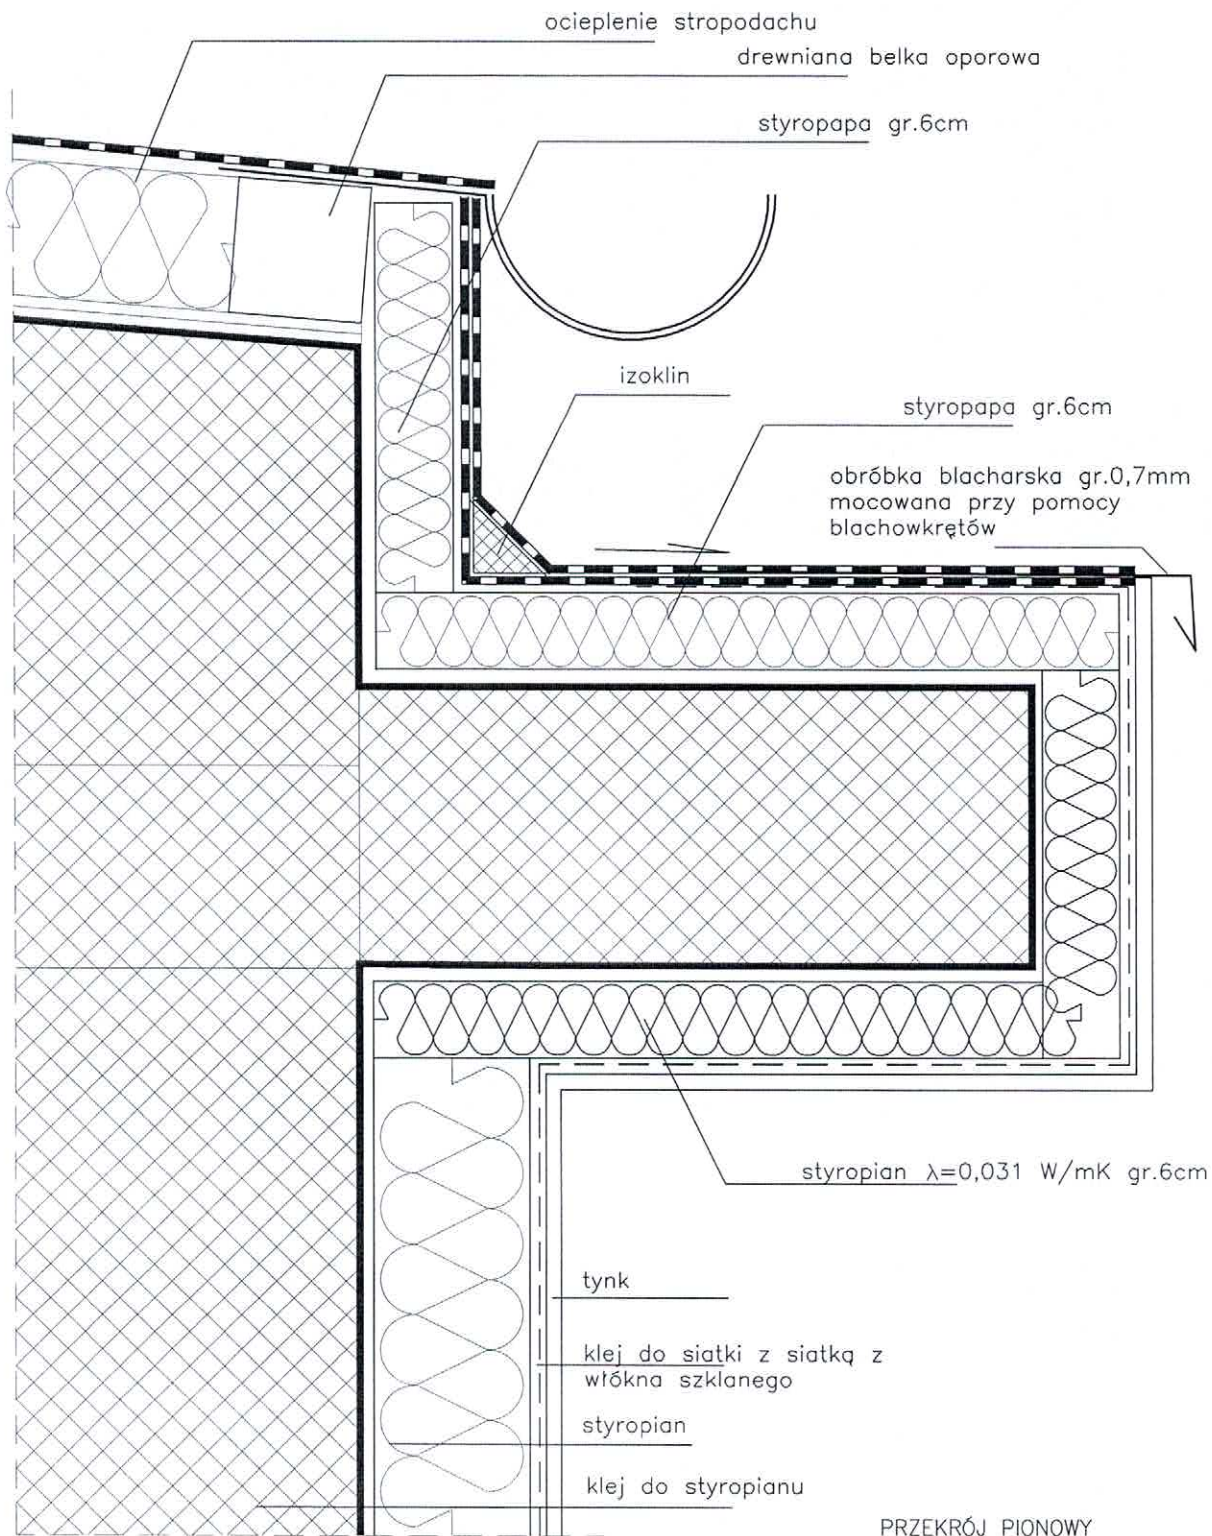 ocieplenie stropodachu
drewniana belka oporowa
styropapa gr.6cm
izoklin
styropapa gr.6cm
obróbka blacharska gr.0,7mm
mocowana przy pomocy
blachowkrętów
styropian λ=0,031 W/mK gr.6cm
tynk
klej do siatki z siatką z
włókna szklanego
styropian
klej do styropianu
PRZEKRÓJ PIONOWY